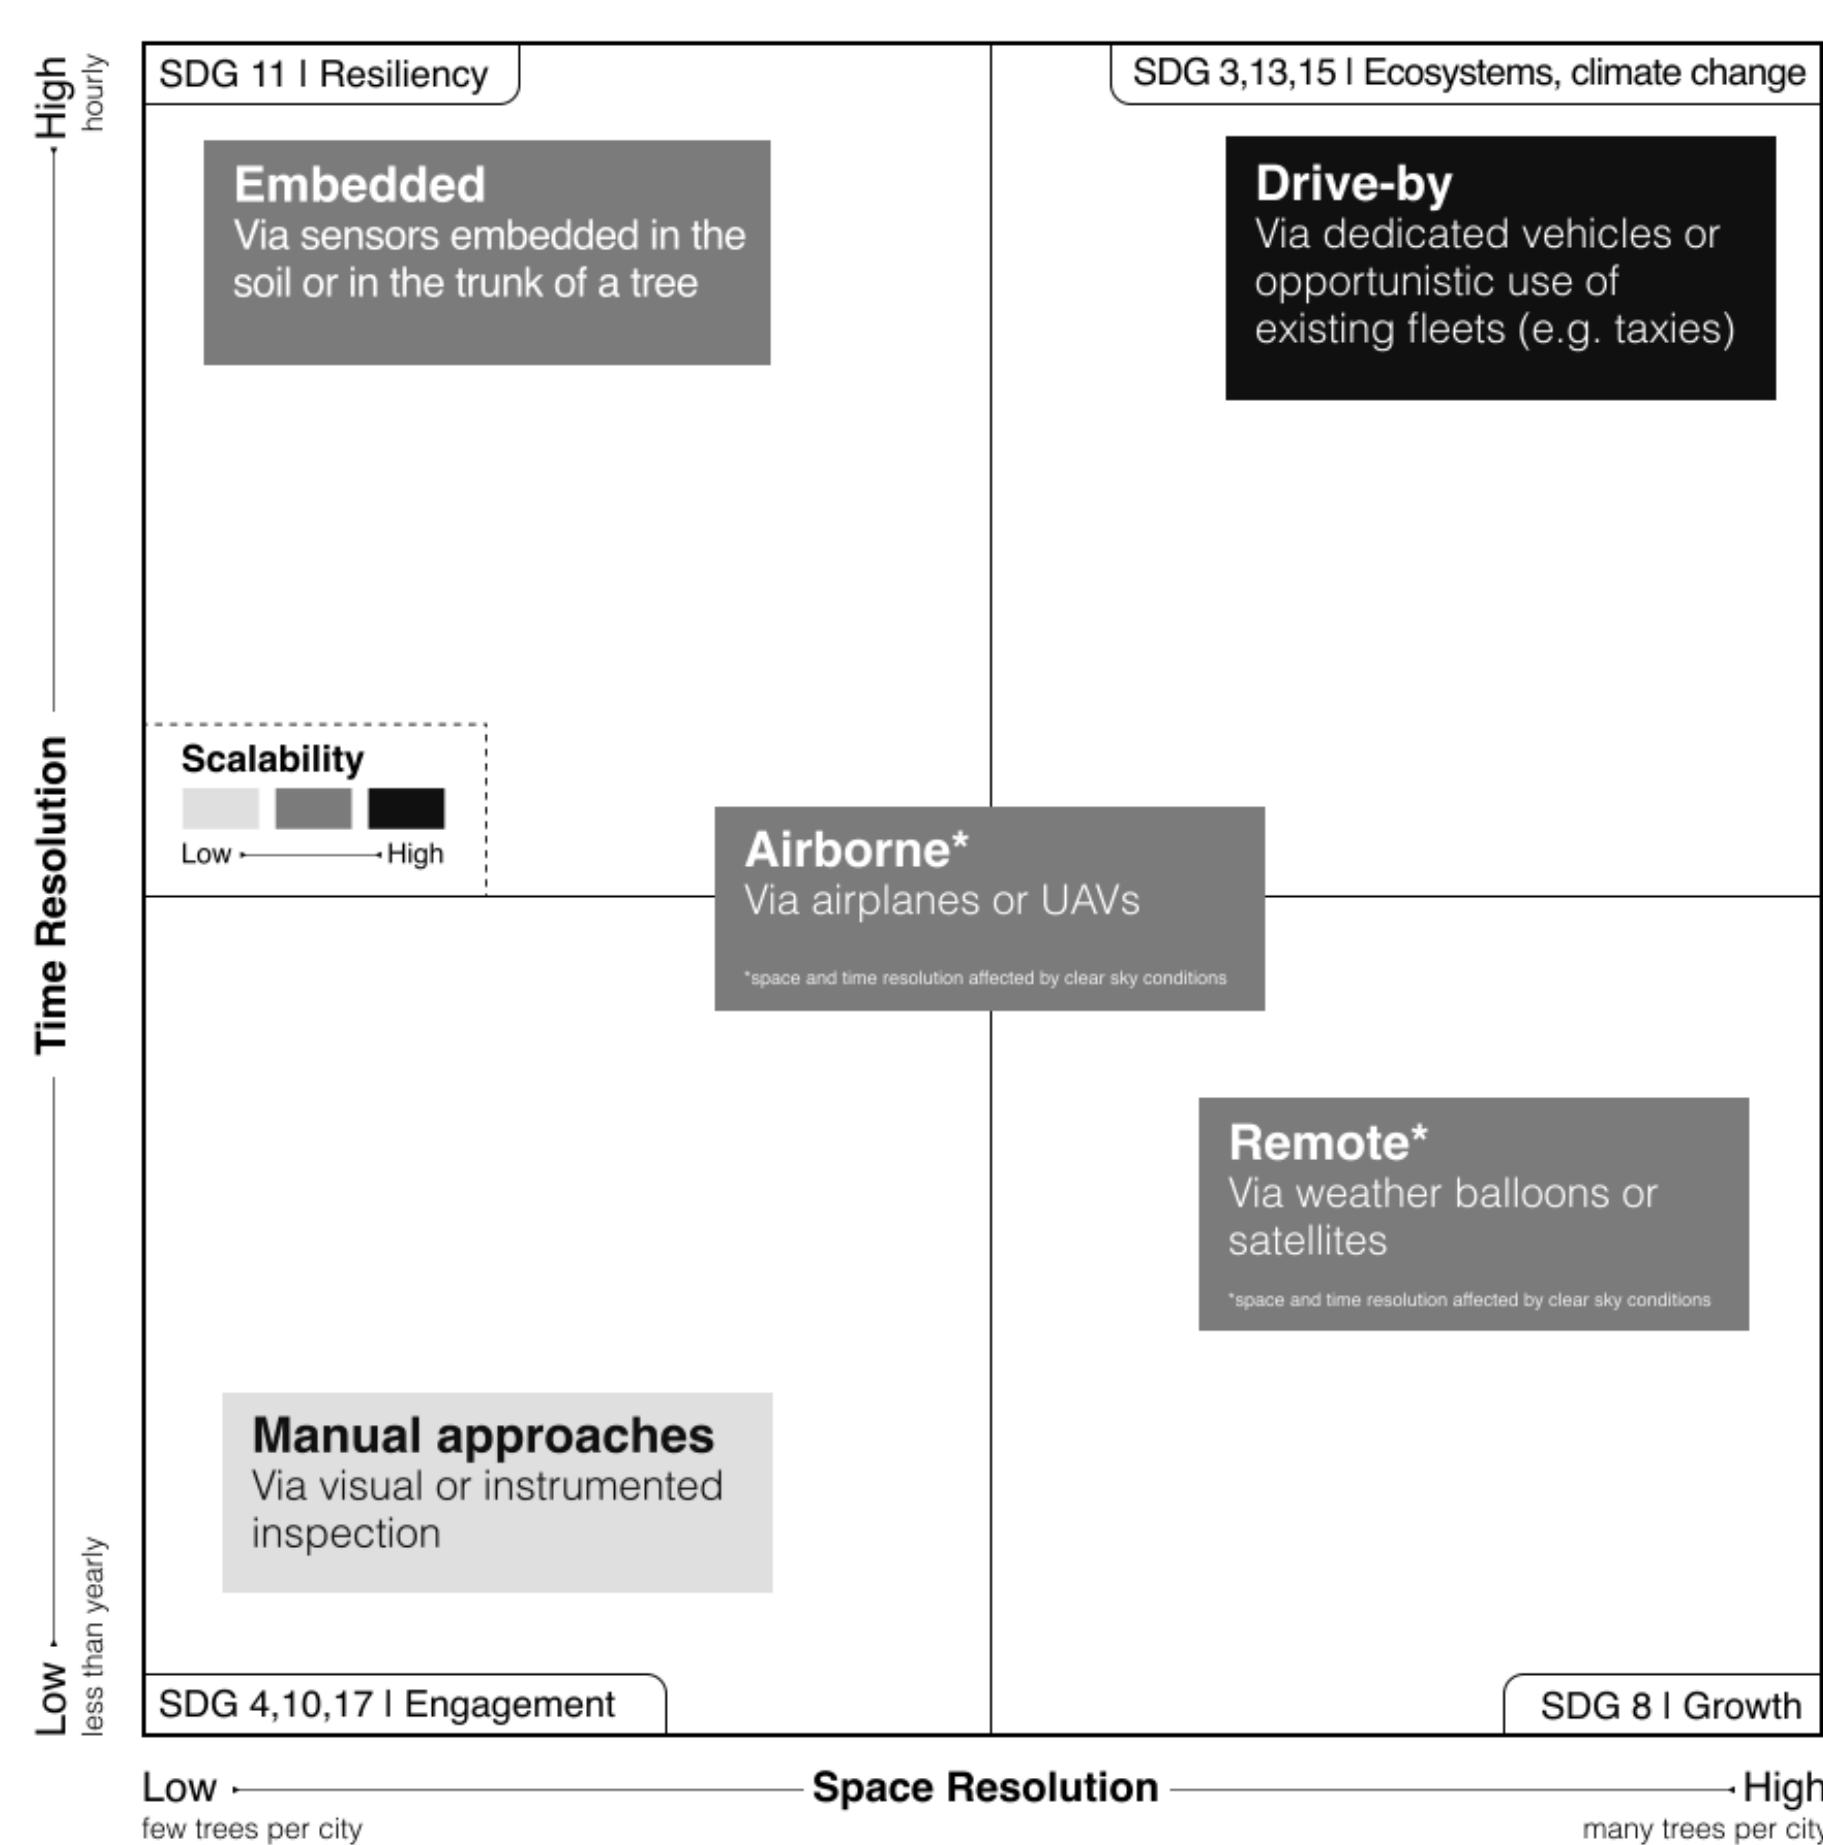 SDG 11 | Resiliency
SDG 3,13,15 | Ecosystems, climate change
High
hourly
Embedded
Via sensors embedded in the
soil or in the trunk of a tree
Drive-by
Via dedicated vehicles or
opportunistic use of
existing fleets (e.g. taxies)
Time Resolution
Scalability
Low
High
Airborne*
Via airplanes or UAVs
*space and time resolution affected by clear sky conditions
Remote*
Via weather balloons or
satellites
*space and time resolution affected by clear sky conditions
Manual approaches
Via visual or instrumented
inspection
Low
less than yearly
SDG 4,10,17 | Engagement
SDG 8 | Growth
Low
few trees per city
Space Resolution
High
many trees per city